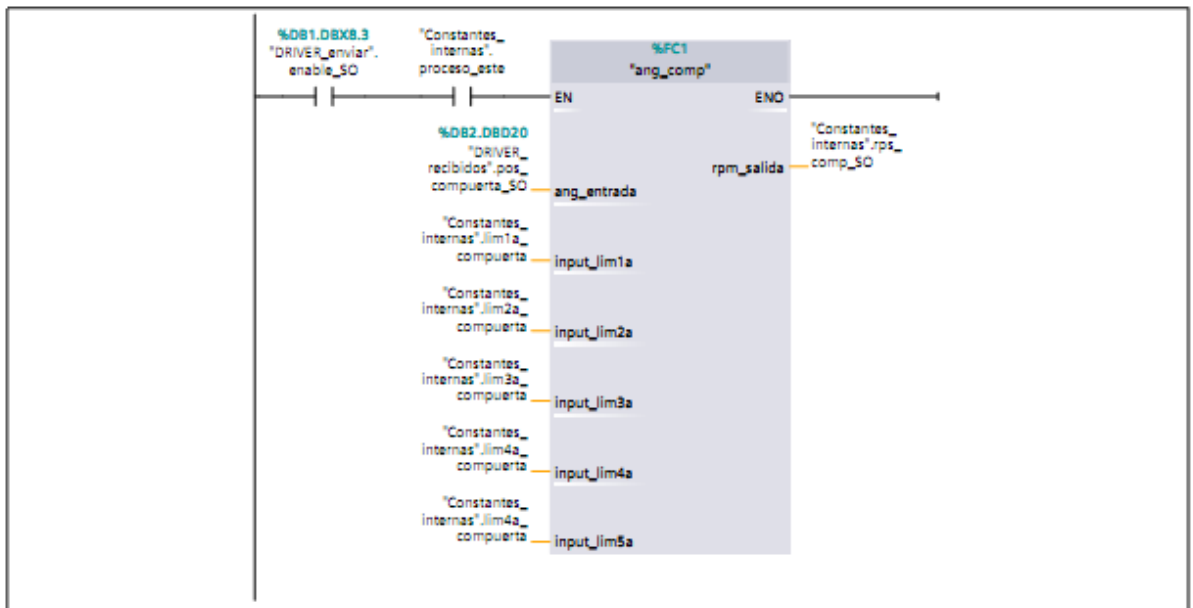 %DB1.DBX8.3
"DRIVER_enviar".
enable_SO
"Constantes_
internas".
proceso_este
%FC1
"ang_comp"
EN
ENO
%DB2.DBD20
"DRIVER_
recibidos".pos_
compuerta_SO
ang_entrada
rpm_salida
"Constantes_
internas".rps_
comp_SO
"Constantes_
internas".lim1a_
compuerta
input_lim1a
"Constantes_
internas".lim2a_
compuerta
input_lim2a
"Constantes_
internas".lim3a_
compuerta
input_lim3a
"Constantes_
internas".lim4a_
compuerta
input_lim4a
"Constantes_
internas".lim4a_
compuerta
input_lim5a